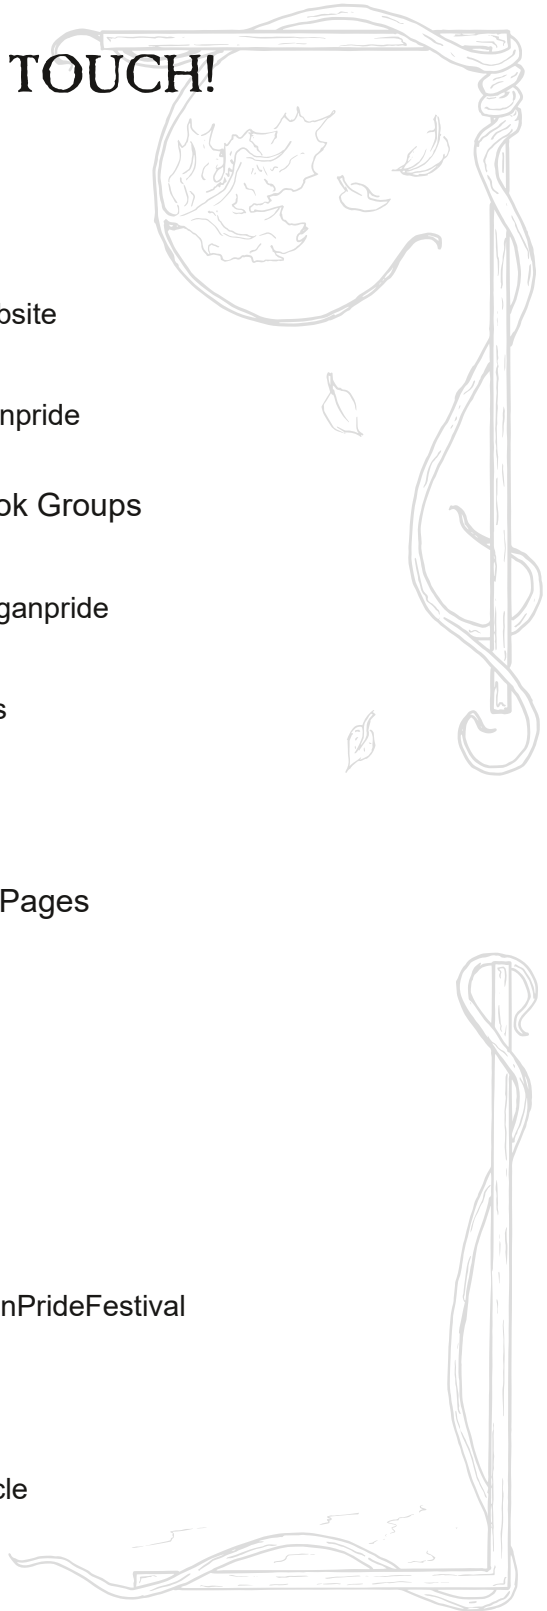 TOUCH!
bsite
npride
ok Groups
ganpride
s
Pages
nPrideFestival
cle